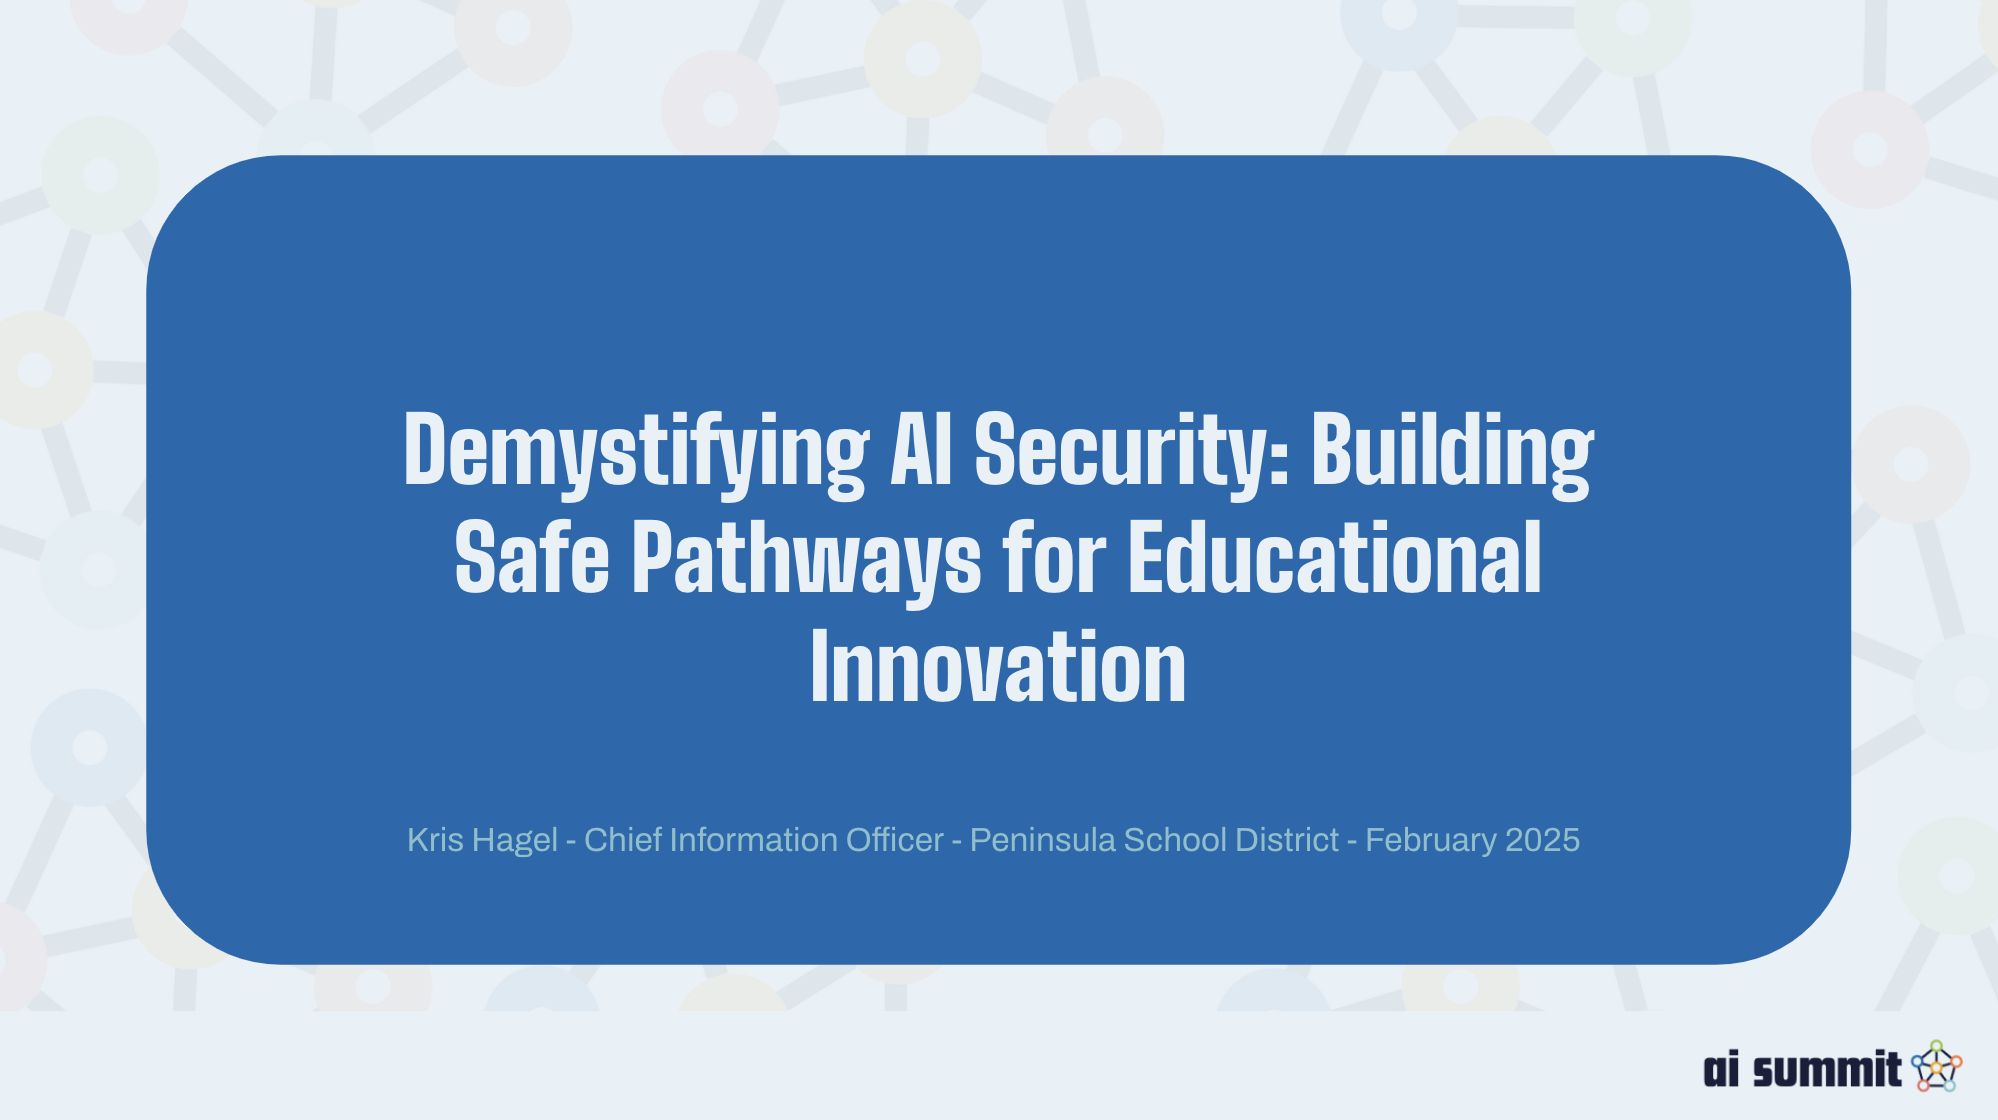 Demystifying AI Security: Building
Safe Pathways for Educational
Innovation
Kris Hagel - Chief Information Officer - Peninsula School District - February 2025
ai summit